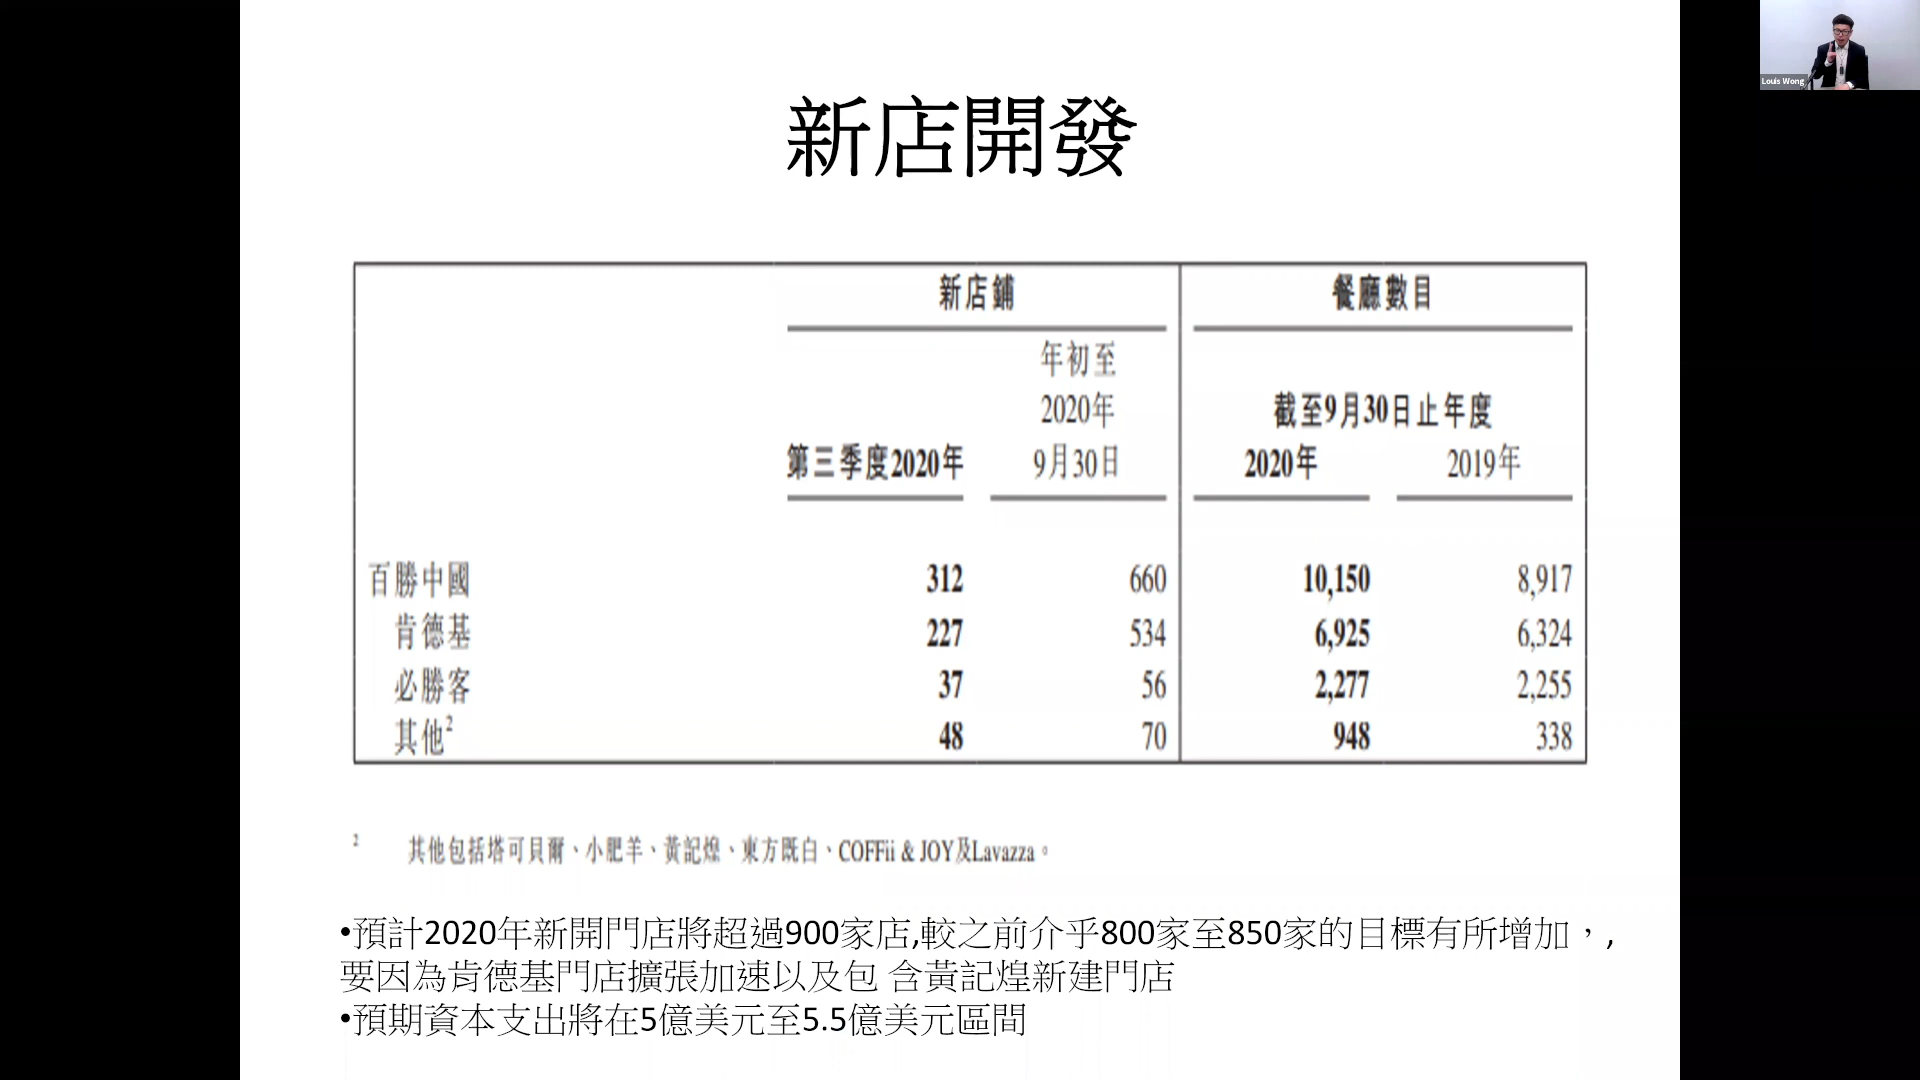 Louis Wong
新店開發
新店鋪 餐廳數目
年初至
2020年 截至9月30日止年度
第三季度2020年 9月30日 2020年 2019年
百勝中國 312 660 10,150 8,917
肯德基 227 534 6,925 6,324
必勝客 37 56 2,277 2,255
其他2 48 70 948 338
2 其他包括塔可貝爾、小肥羊、黃記煌、東方既白、COFFii & JOY及Lavazza。
•預計2020年新開門店將超過900家店,較之前介乎800家至850家的目標有所增加，,
要因為肯德基門店擴張加速以及包 含黃記煌新建門店
•預期資本支出將在5億美元至5.5億美元區間